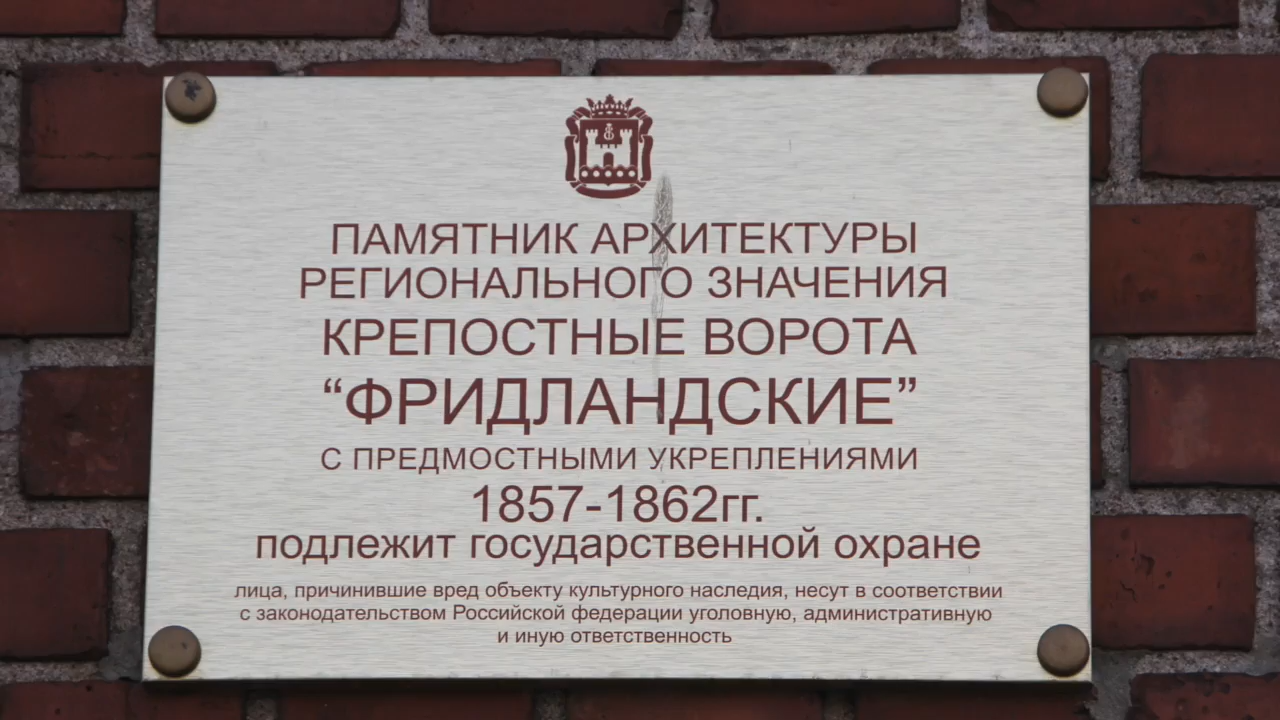 ПАМЯТНИК АРХИТЕКТУРЫ
РЕГИОНАЛЬНОГО ЗНАЧЕНИЯ
КРЕПОСТНЫЕ ВОРОТА
“ФРИДЛАНДСКИЕ”
С ПРЕДМОСТНЫМИ УКРЕПЛЕНИЯМИ
1857-1862гг.
подлежит государственной охране
лица, причинившие вред объекту культурного наследия, несут в соответствии
с законодательством Российской федерации уголовную, административную
и иную ответственность